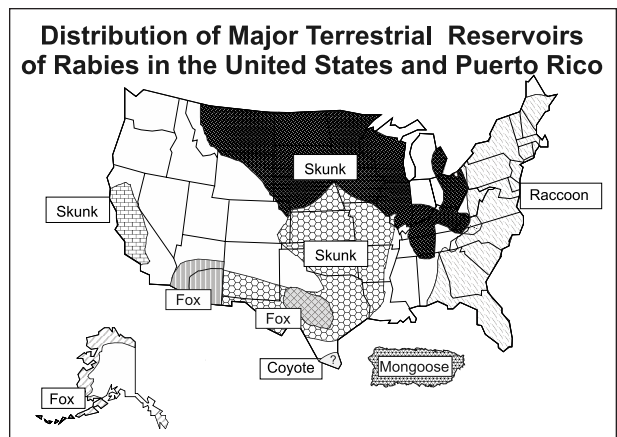 Distribution of Major Terrestrial Reservoirs
of Rabies in the United States and Puerto Rico
Skunk
Raccoon
Skunk
Skunk
Fox
Fox
Coyote
?
Mongoose
Fox